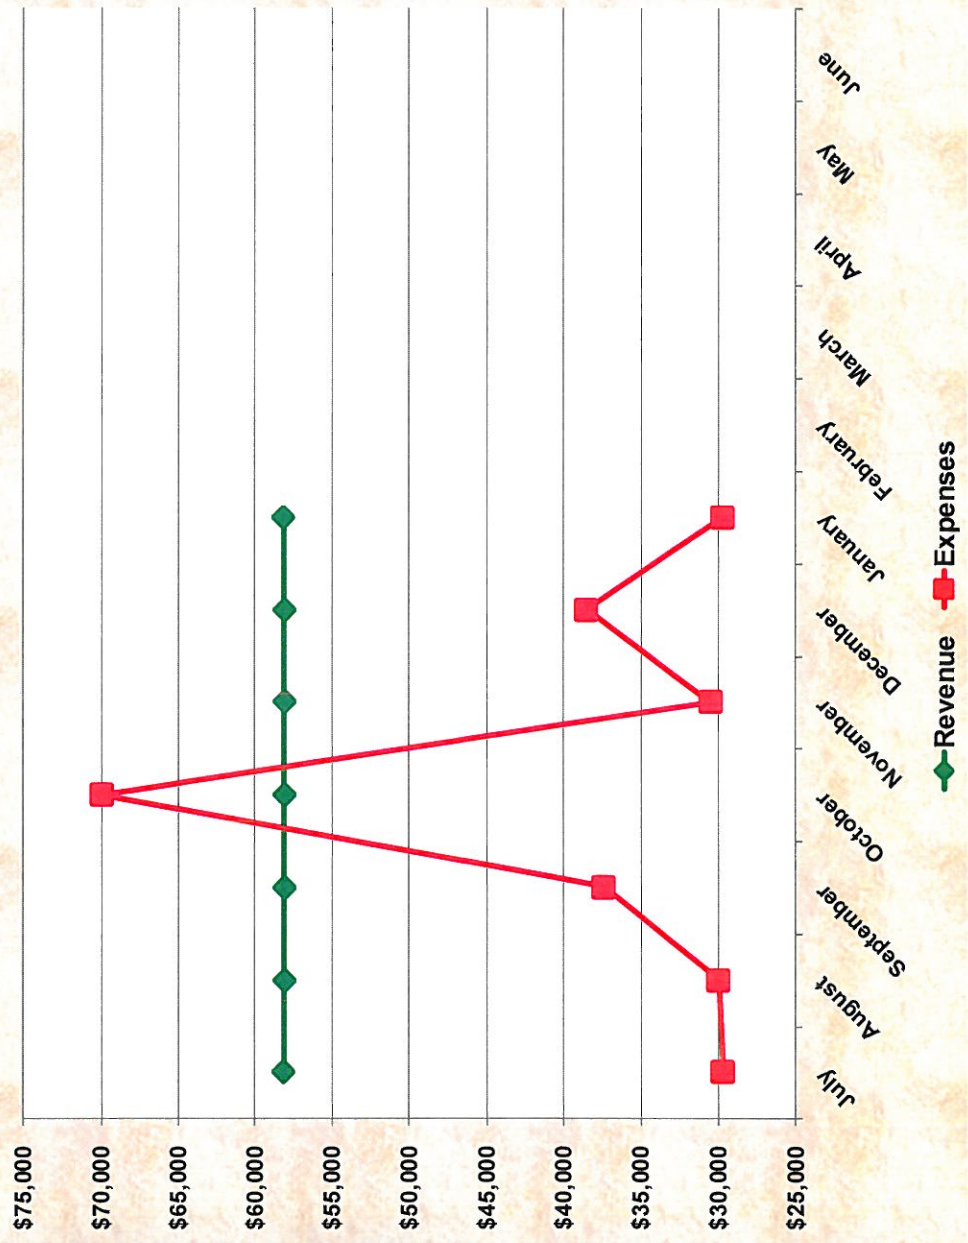 $75,000
$70,000
$65,000
$60,000
$55,000
$50,000
$45,000
$40,000
$35,000
$30,000
$25,000
July
August
September
October
November
December
January
February
March
April
May
June
Revenue Expenses